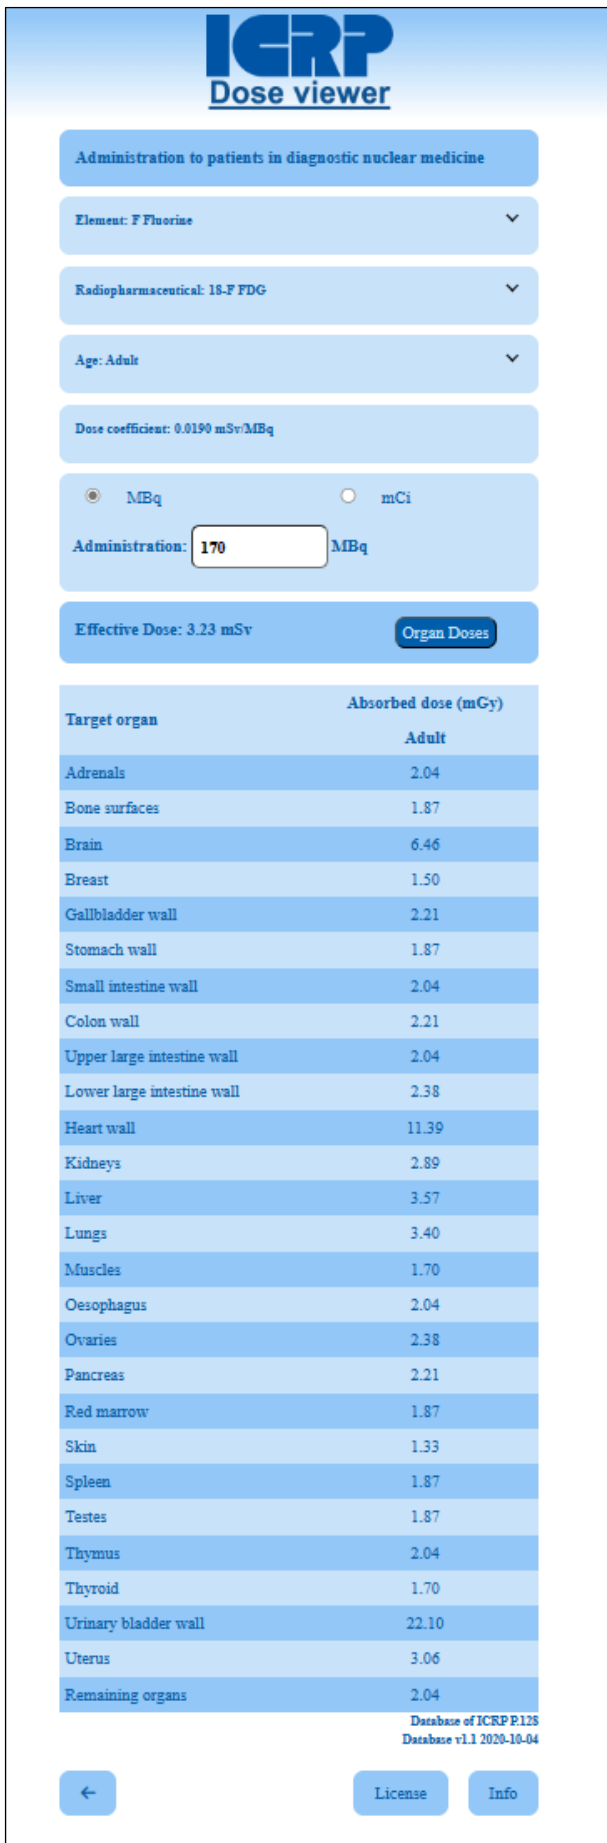 ICRP
Dose viewer
Administration to patients in diagnostic nuclear medicine
Element: F Fluorine
Radiopharmaceutical: 18-F FDG
Age: Adult
Dose coefficient: 0.0190 mSv/MBq
MBq mCi
Administration: 170 MBq
Effective Dose: 3.23 mSv Organ Doses
Target organ Absorbed dose (mGy)
Adult
Adrenals 2.04
Bone surfaces 1.87
Brain 6.46
Breast 1.50
Gallbladder wall 2.21
Stomach wall 1.87
Small intestine wall 2.04
Colon wall 2.21
Upper large intestine wall 2.04
Lower large intestine wall 2.38
Heart wall 11.39
Kidneys 2.89
Liver 3.57
Lungs 3.40
Muscles 1.70
Oesophagus 2.04
Ovaries 2.38
Pancreas 2.21
Red marrow 1.87
Skin 1.33
Spleen 1.87
Testes 1.87
Thymus 2.04
Thyroid 1.70
Urinary bladder wall 22.10
Uterus 3.06
Remaining organs 2.04
Database of ICRP P.128
Database v1.1 2020-10-04
← License Info